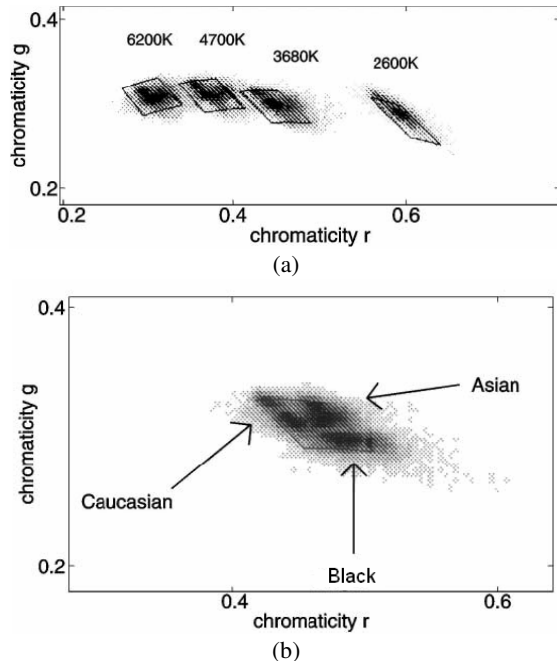 0.4
6200K 4700K 3680K 2600K
chromaticity g
0.2
0.2 0.4 0.6
chromaticity r
(a)
0.4
Asian
chromaticity g
Caucasian
Black
0.2
0.4 0.6
chromaticity r
(b)